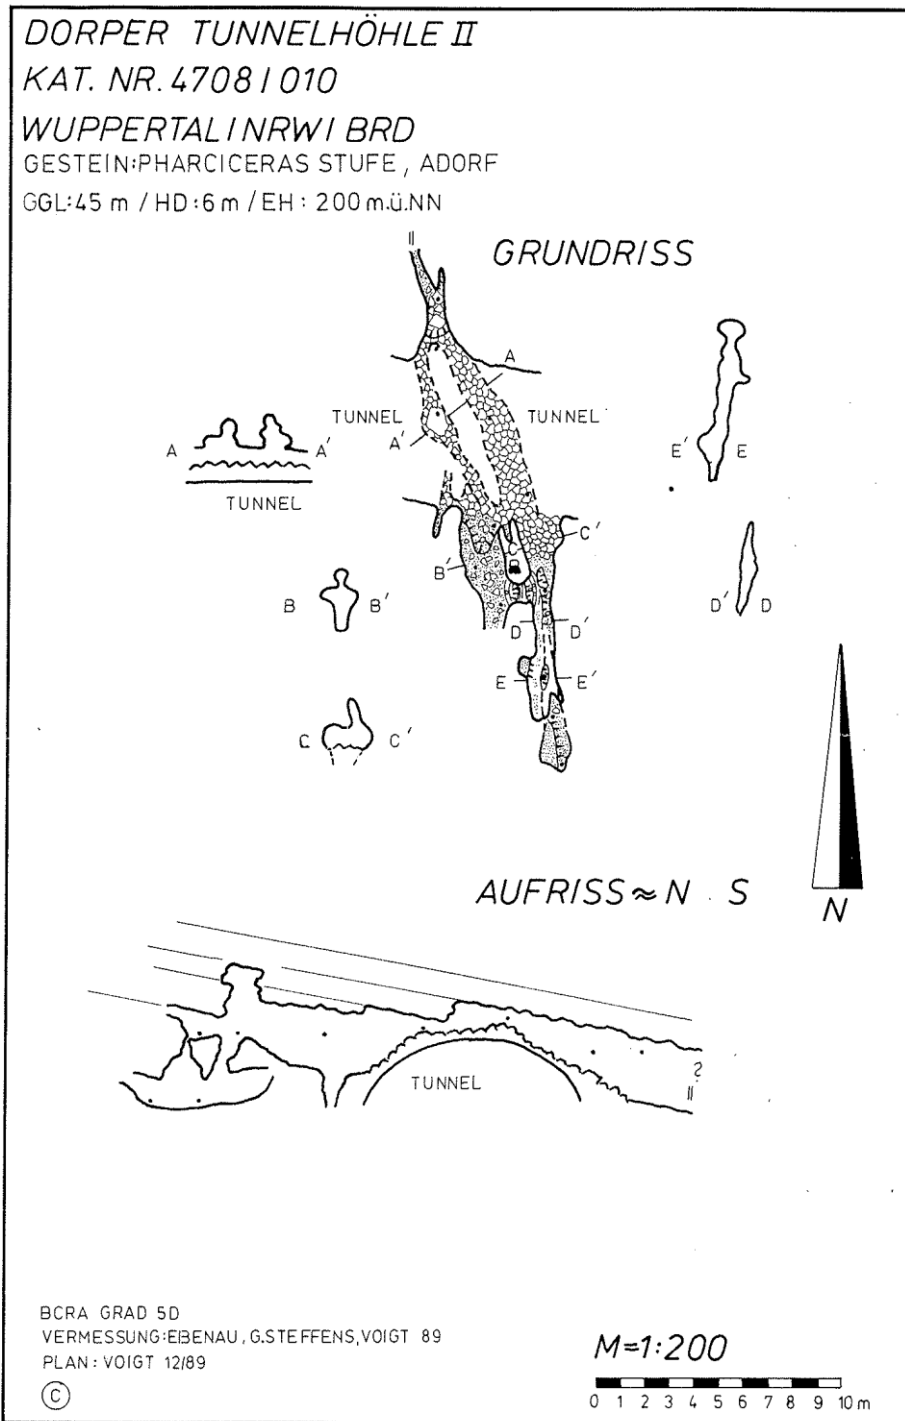 DORPER TUNNELHÖHLE II
KAT. NR. 4708/010
WUPPERTAL/NRW/BRD
GESTEIN:PHARCICERAS STUFE, ADORF
GGL:45 m / HD:6 m / EH: 200 m.ü.NN
GRUNDRISS
A
TUNNEL
TUNNEL
A'
A
A'
TUNNEL
E'
E
C'
C
B
B'
B
B'
D
D'
D'
D
E
E'
C
C'
N
AUFRISS ≈ N S
TUNNEL
?
BCRA GRAD 5D
VERMESSUNG:EIBENAU, G.STEFFENS,VOIGT 89
PLAN: VOIGT 12/89
©
M=1:200
0 1 2 3 4 5 6 7 8 9 10 m